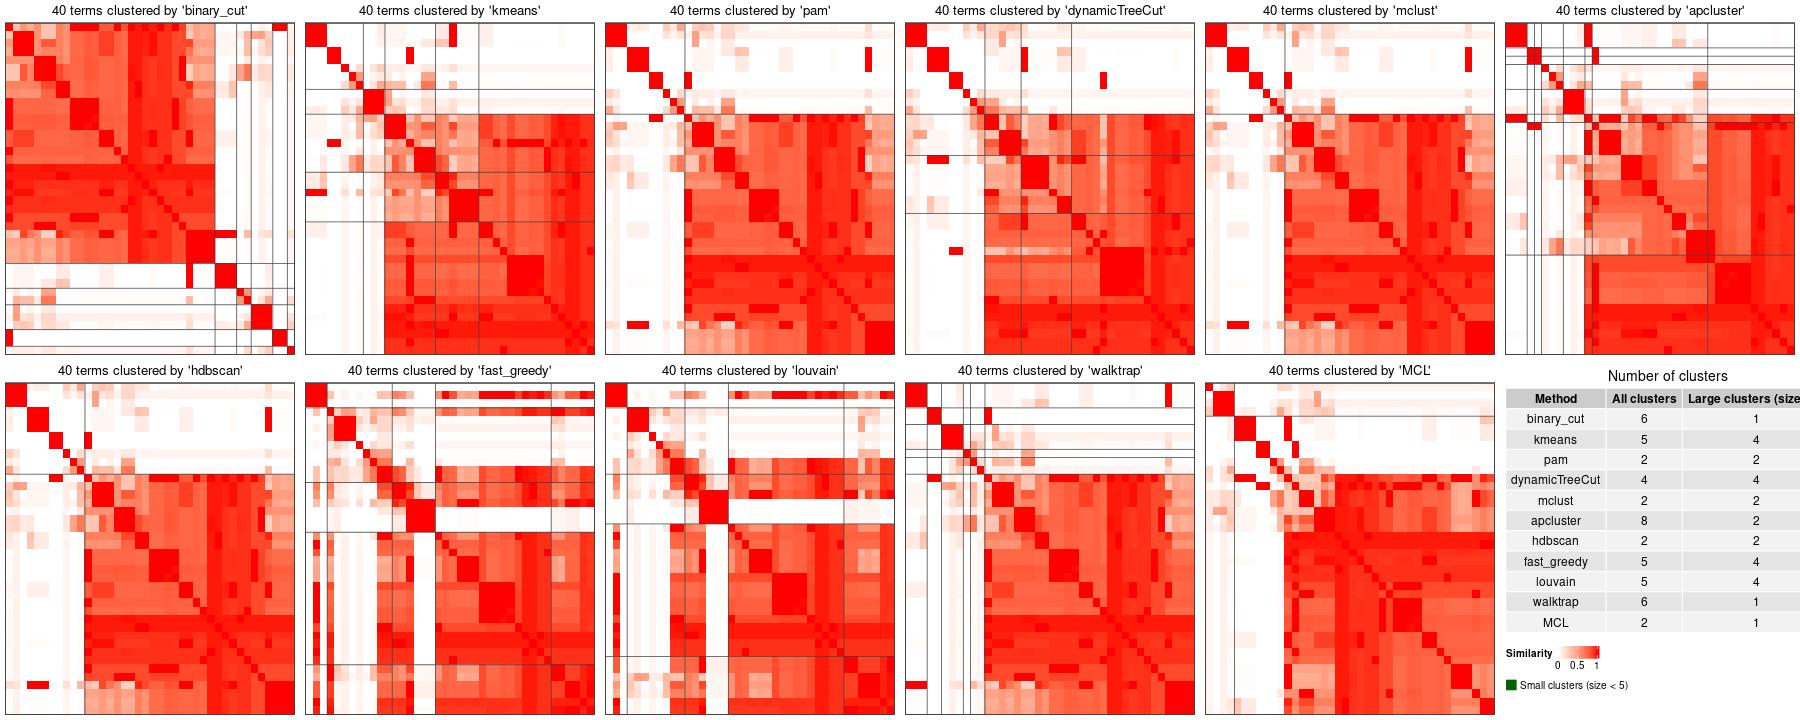 40 terms clustered by 'binary_cut'
40 terms clustered by 'kmeans'
40 terms clustered by 'pam'
40 terms clustered by 'dynamicTreeCut'
40 terms clustered by 'mclust'
40 terms clustered by 'apcluster'
40 terms clustered by 'hdbscan'
40 terms clustered by 'fast_greedy'
40 terms clustered by 'louvain'
40 terms clustered by 'walktrap'
40 terms clustered by 'MCL'
Number of clusters
Method All clusters Large clusters (size
binary_cut 6 1
kmeans 5 4
pam 2 2
dynamicTreeCut 4 4
mclust 2 2
apcluster 8 2
hdbscan 2 2
fast_greedy 5 4
louvain 5 4
walktrap 6 1
MCL 2 1
Similarity
0 0.5 1
Small clusters (size < 5)